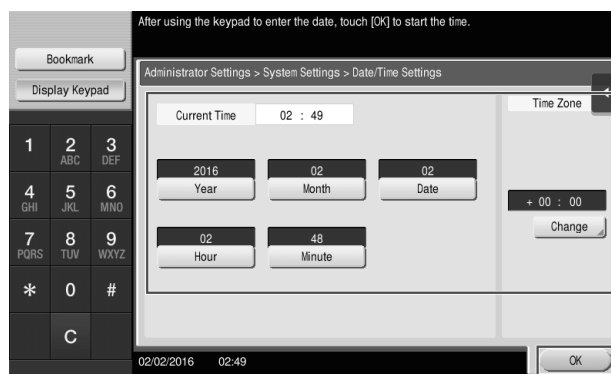 After using the keypad to enter the date, touch [OK] to start the time.
Bookmark
Display Keypad
Administrator Settings > System Settings > Date/Time Settings
Current Time 02 : 49
Time Zone
1 2 ABC 3 DEF
4 GHI 5 JKL 6 MNO
7 PQRS 8 TUV 9 WXYZ
* 0 #
C
2016 02 02
Year Month Date
+ 00 : 00
Change
02 48
Hour Minute
02/02/2016 02:49
OK